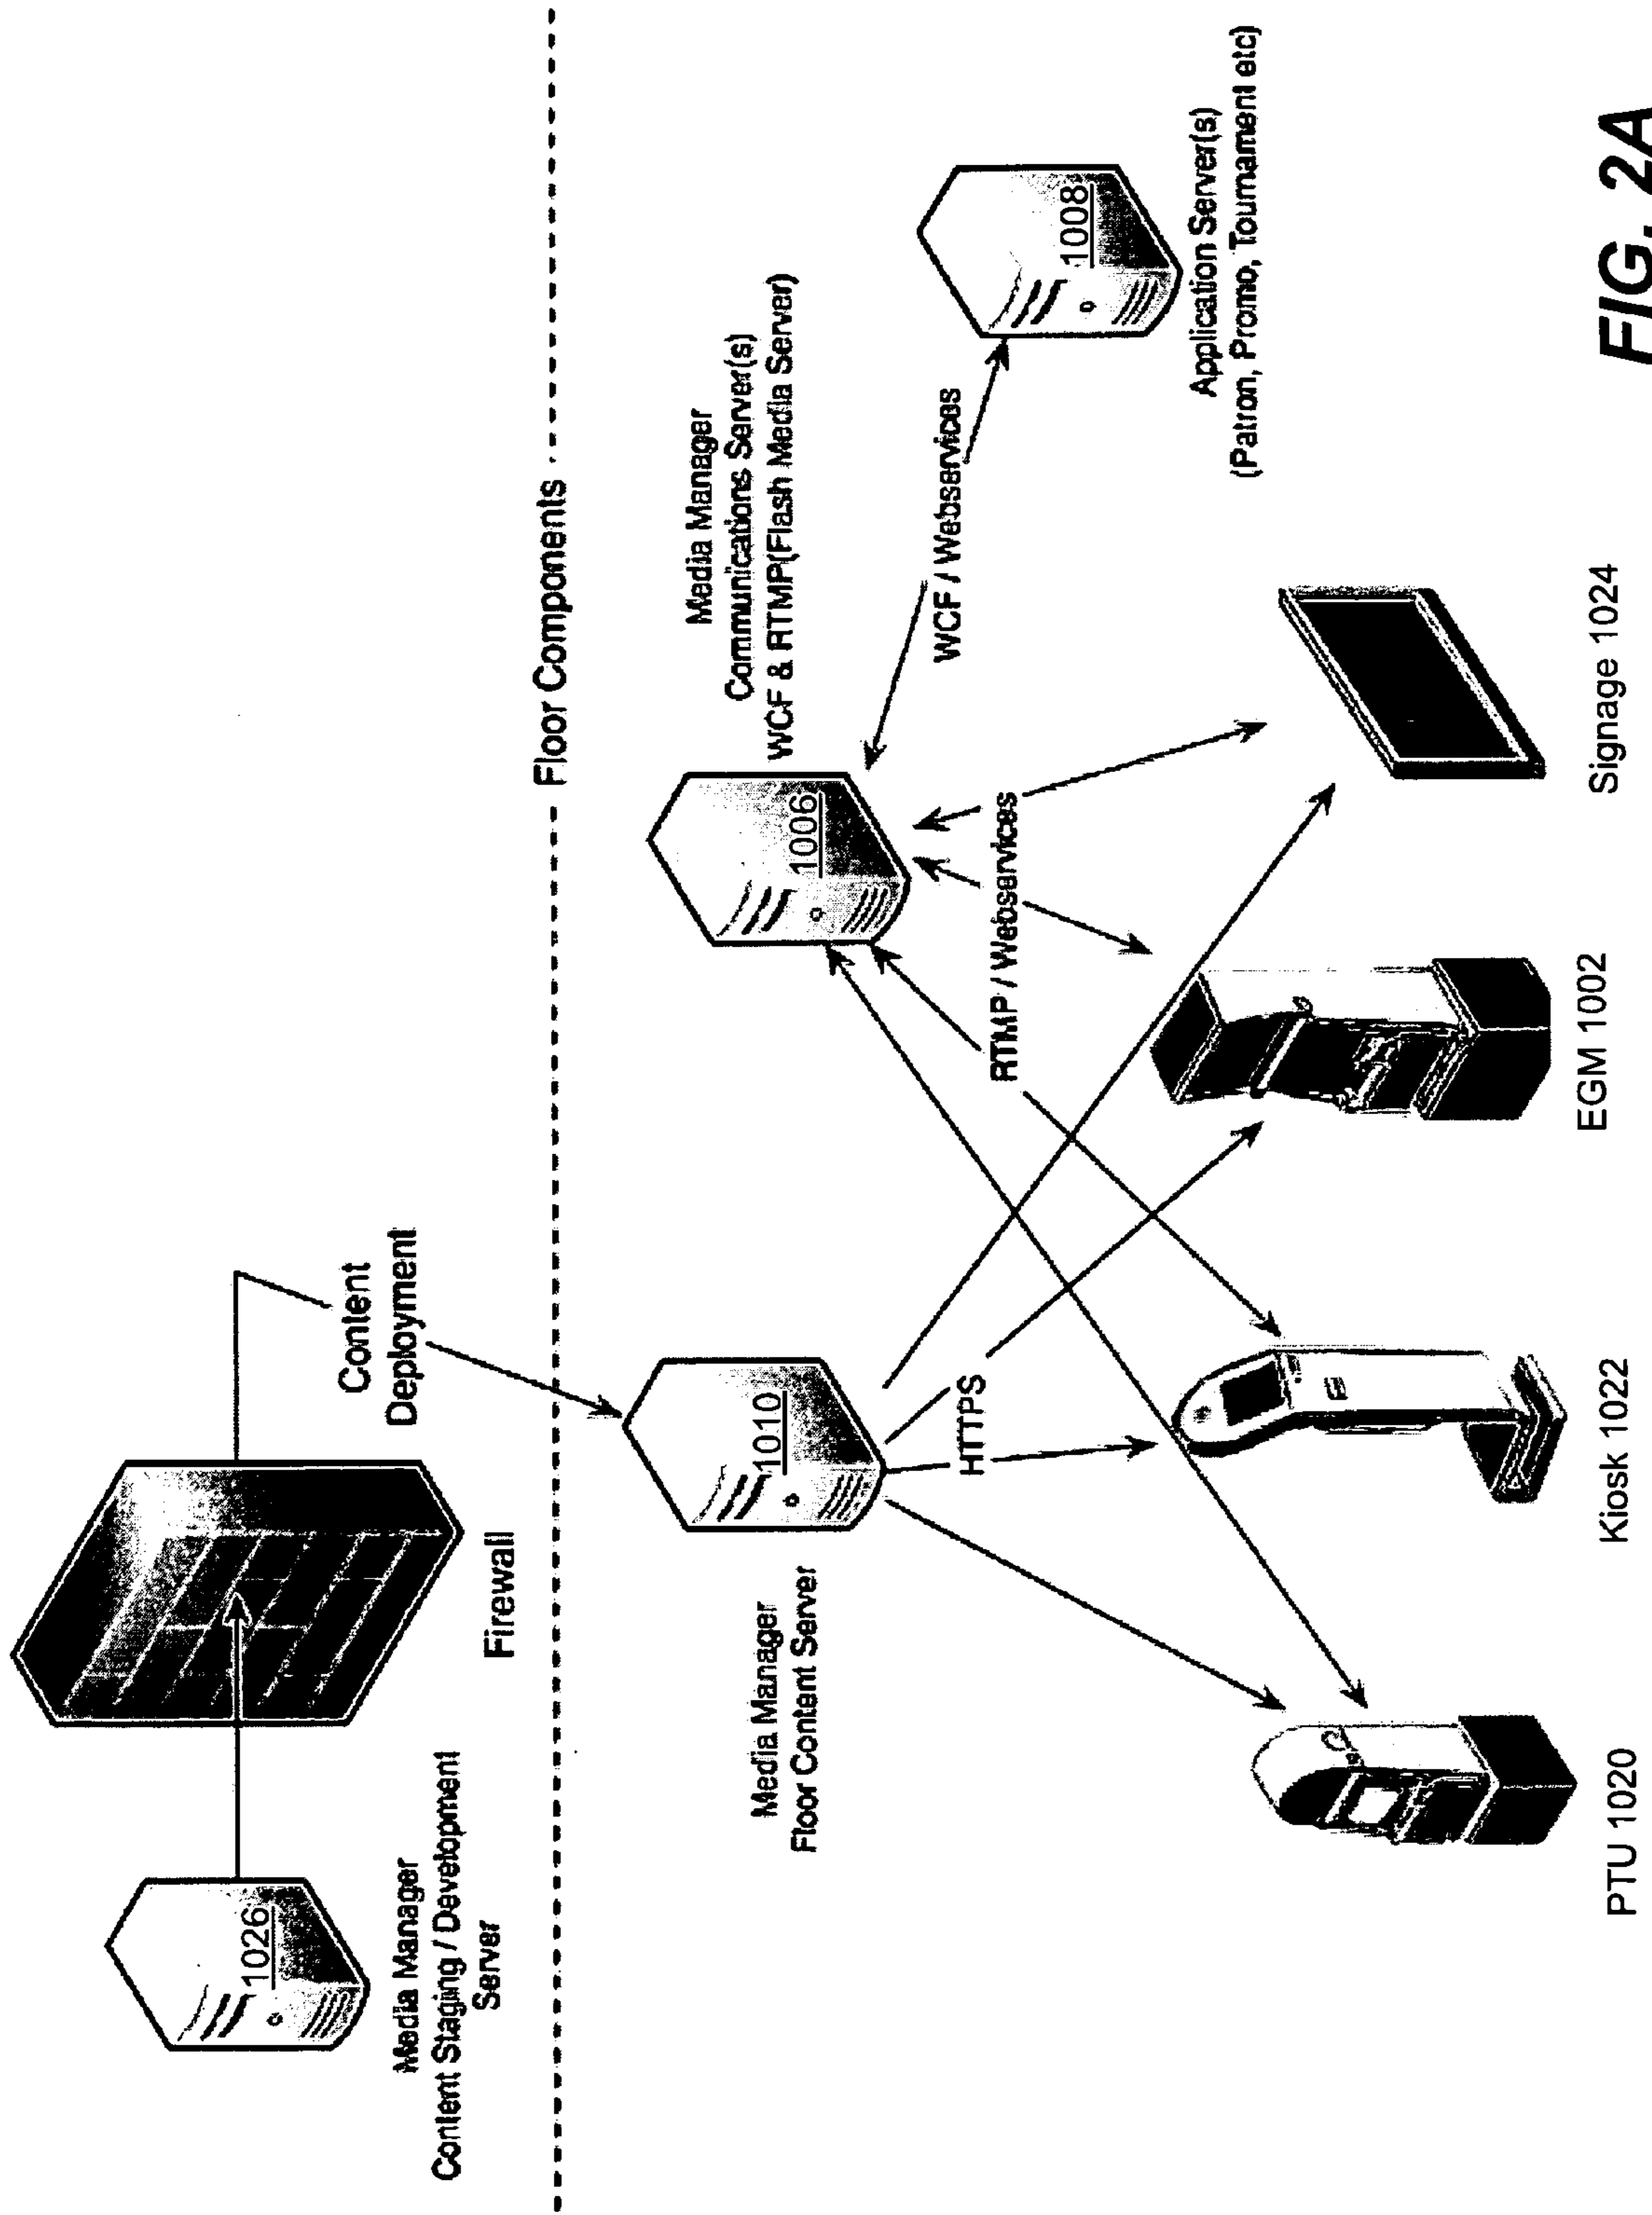 1026
Media Manager
Content Staging / Development
Server
Firewall
Content
Deployment
Floor Components
Media Manager
Floor Content Server
1010
1006
Media Manager
Communications Server(s)
WCF & RTMP(Flash Media Server)
HTTPS
RTMP / Webservices
WCF / Webservices
1008
Application Server(s)
(Patron, Promo, Tournament etc)
PTU 1020
Kiosk 1022
EGM 1002
Signage 1024
FIG. 2A